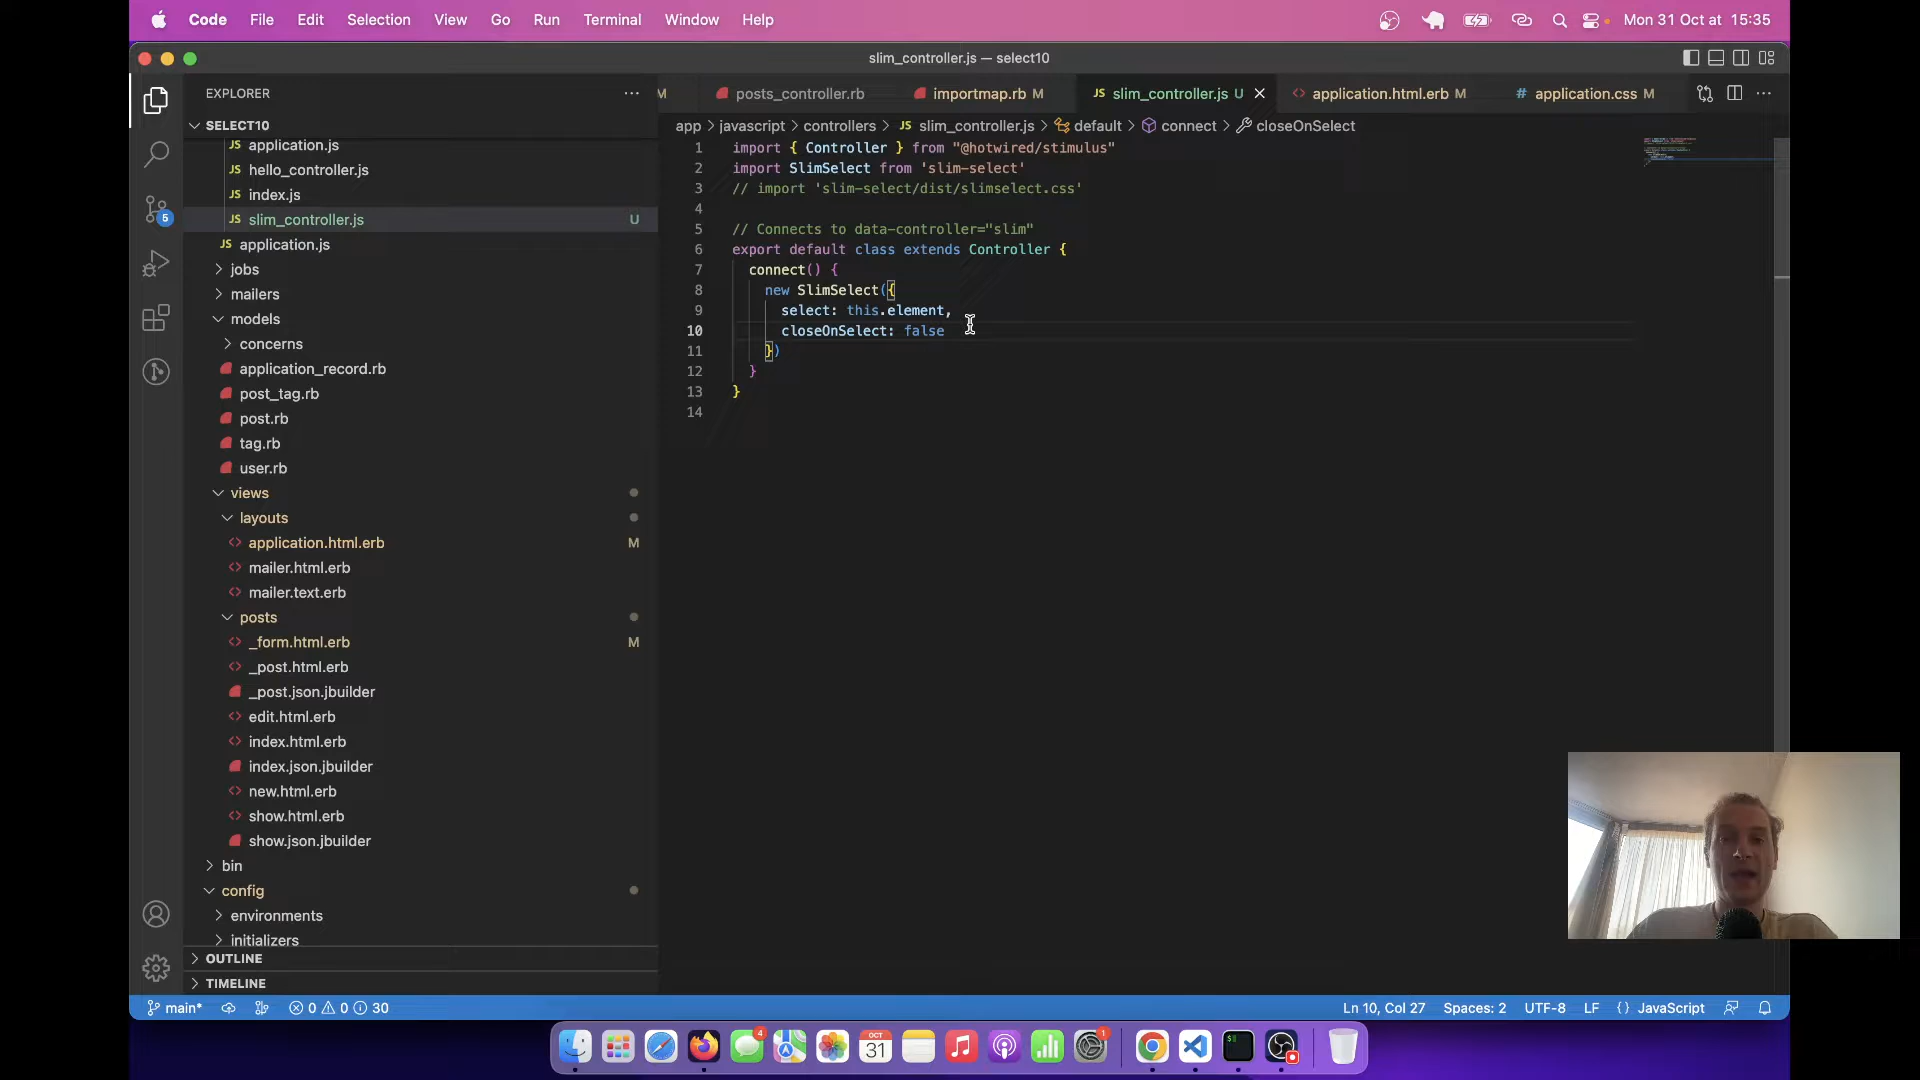 Code File Edit Selection View Go Run Terminal Window Help Mon 31 Oct at 15:35
slim_controller.js — select10
EXPLORER
SELECT10
application.js
hello_controller.js
index.js
slim_controller.js U
application.js
jobs
mailers
models
concerns
application_record.rb
post_tag.rb
post.rb
tag.rb
user.rb
views
layouts
application.html.erb M
mailer.html.erb
mailer.text.erb
posts
_form.html.erb M
_post.html.erb
_post.json.jbuilder
edit.html.erb
index.html.erb
index.json.jbuilder
new.html.erb
show.html.erb
show.json.jbuilder
bin
config
environments
initializers
OUTLINE
TIMELINE
5
M posts_controller.rb importmap.rb M JS slim_controller.js U application.html.erb M # application.css M
app > javascript > controllers > JS slim_controller.js > default > connect > closeOnSelect
1 import { Controller } from "@hotwired/stimulus"
2 import SlimSelect from 'slim-select'
3 // import 'slim-select/dist/slimselect.css'
4
5 // Connects to data-controller="slim"
6 export default class extends Controller {
7 connect() {
8 new SlimSelect({
9 select: this.element,
10 closeOnSelect: false
11 })
12 }
13 }
14
main* 0 0 30 Ln 10, Col 27 Spaces: 2 UTF-8 LF {} JavaScript
4 OCT 31 1